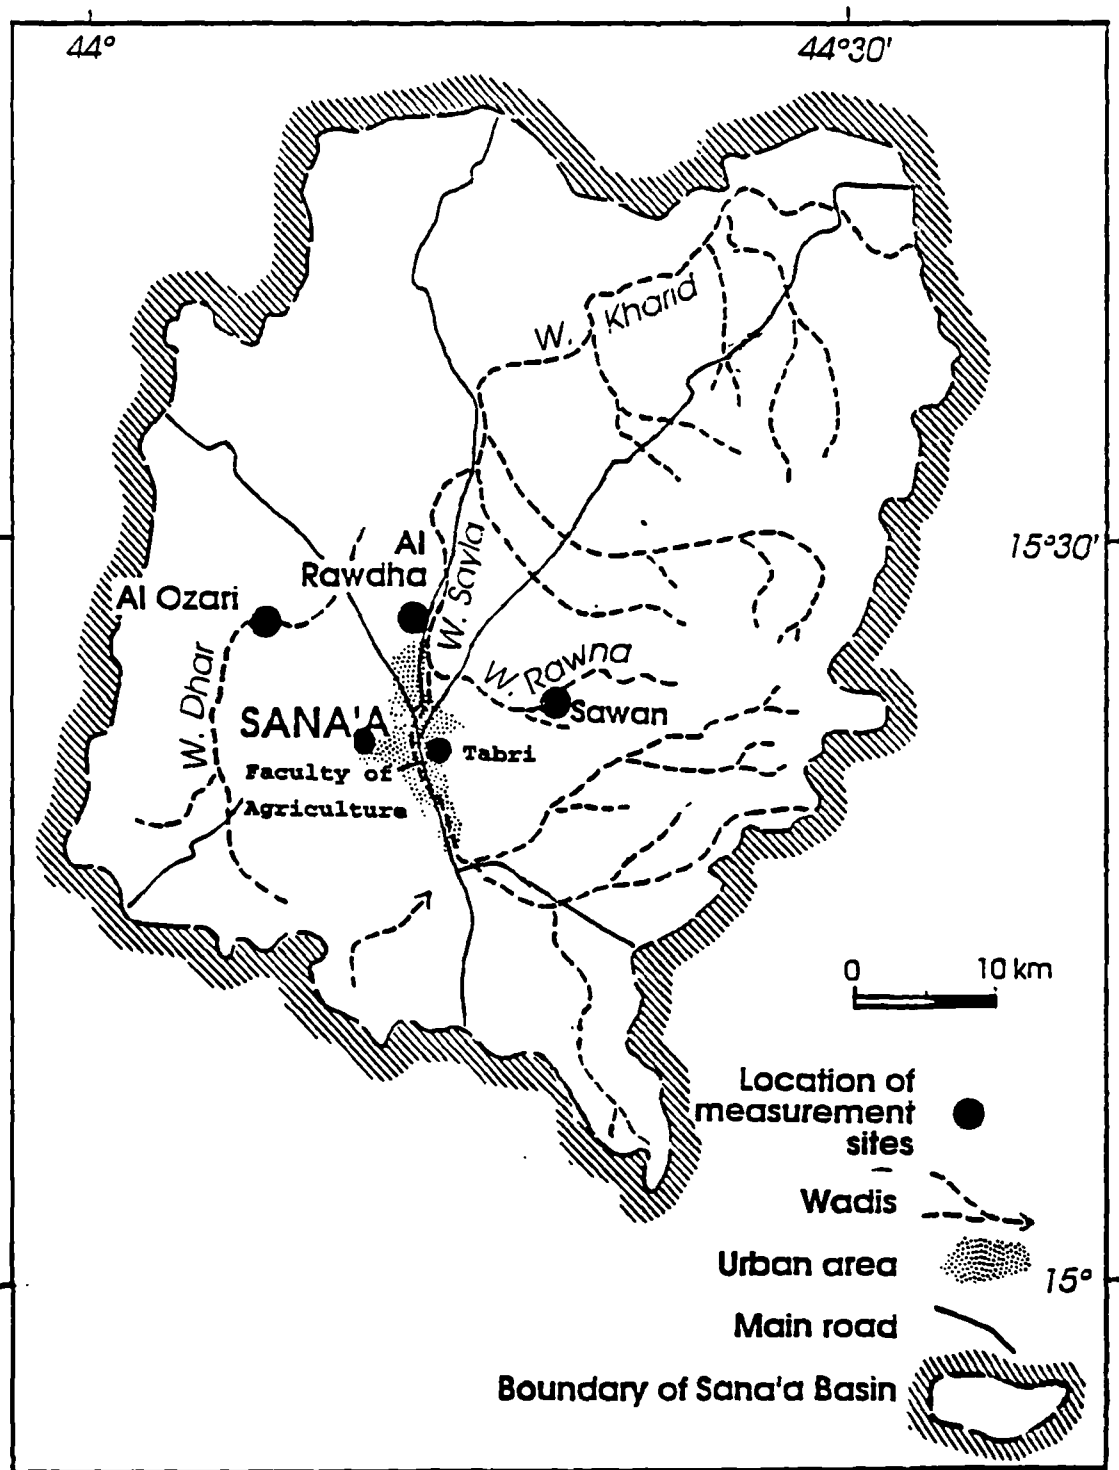 44°
44°30'
W. Kharid
15°30'
Al
Rawdha
Al Ozari
W. Sayla
W. Rawna
W. Dhar
SANA'A
Sawan
Tabri
Faculty of
Agriculture
0
10 km
Location of
measurement
sites
Wadis
Urban area
15°
Main road
Boundary of Sana'a Basin